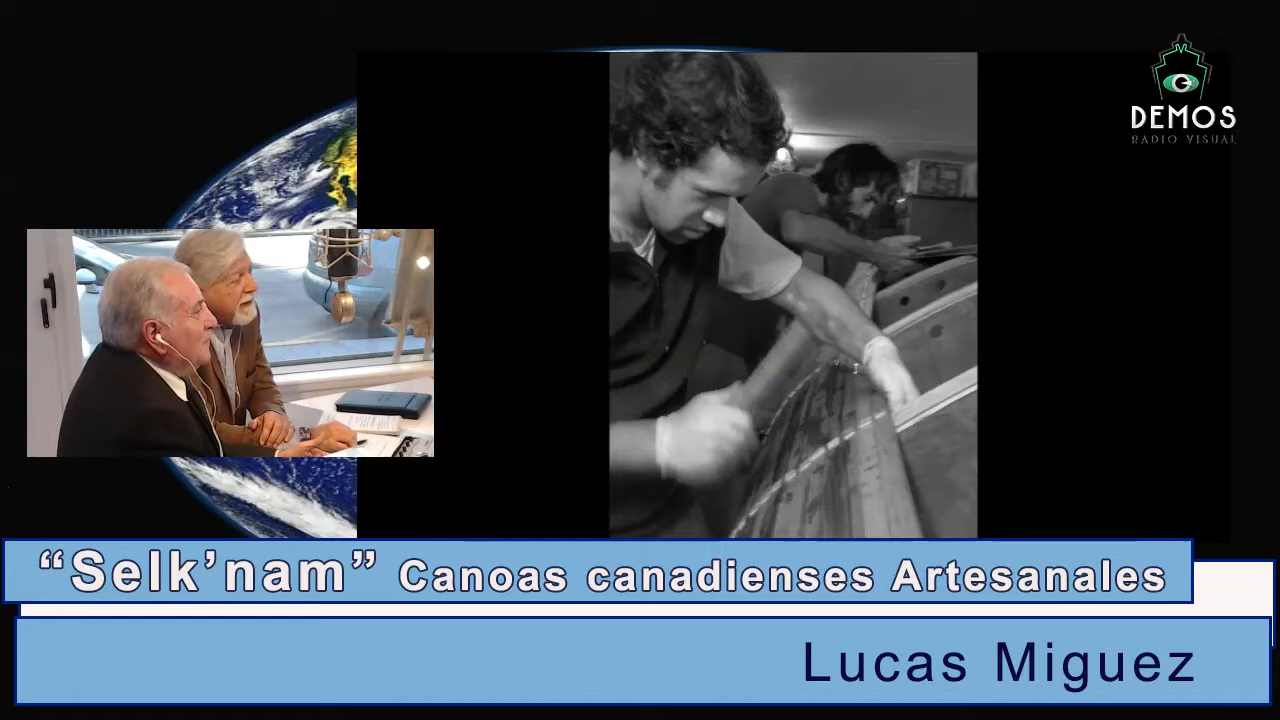 DEMOS
RADIO VISUAL
“Selk’nam” Canoas canadienses Artesanales
Lucas Miguez